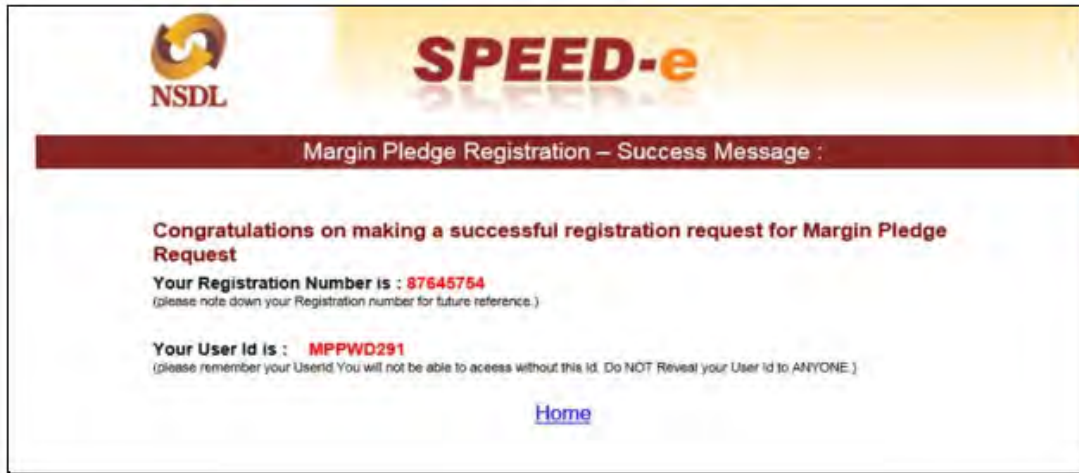 NSDL
SPEED-e
Margin Pledge Registration – Success Message :
Congratulations on making a successful registration request for Margin Pledge
Request
Your Registration Number is : 87645754
(please note down your Registration number for future reference.)
Your User Id is : MPPWD291
(please remember your Userid.You will not be able to aceess without this Id. Do NOT Reveal your User Id to ANYONE.)
Home